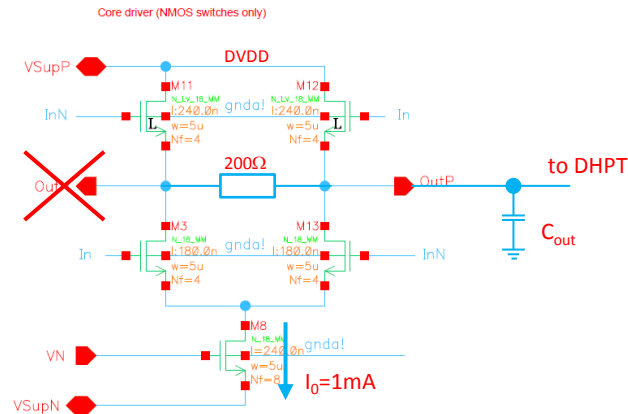 Core driver (NMOS switches only)
VSupP
DVDD
M11
M12
N_LV_18_MM
N_LV_18_MM
InN
l:240.0n
gnda!
l:240.0n
In
L
L
w=5u
w=5u
Nf=4
Nf=4
200Ω
to DHPT
Out
OutP
Cout
M3
M13
N_18_MM
N_18_MM
In
l:180.0n
gnda!
l:180.0n
InN
w=5u
w=5u
Nf=4
Nf=4
M8
N_18_MM
VN
l=240.0n
gnda!
w=5u
Nf=8
I0=1mA
VSupN